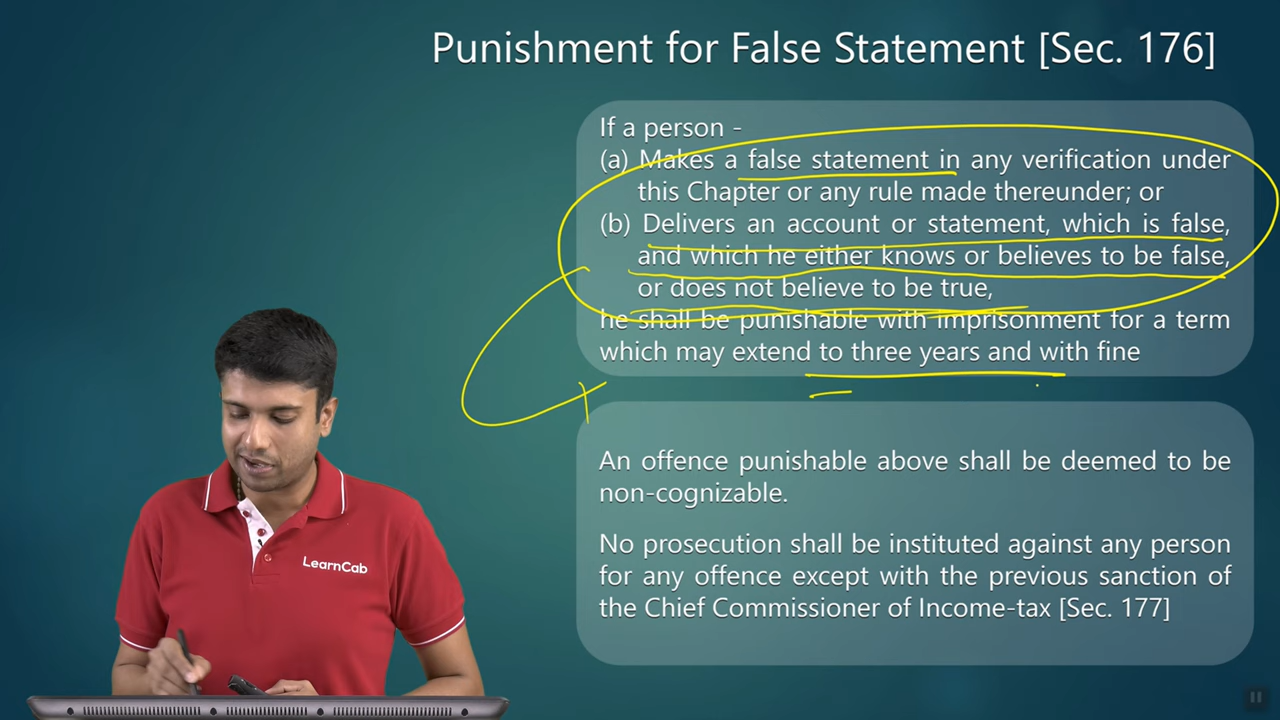 Punishment for False Statement [Sec. 176]
If a person -
(a) Makes a false statement in any verification under
this Chapter or any rule made thereunder; or
(b) Delivers an account or statement, which is false,
and which he either knows or believes to be false,
or does not believe to be true,
he shall be punishable with imprisonment for a term
which may extend to three years and with fine
An offence punishable above shall be deemed to be
non-cognizable.
No prosecution shall be instituted against any person
for any offence except with the previous sanction of
the Chief Commissioner of Income-tax [Sec. 177]
LearnCab